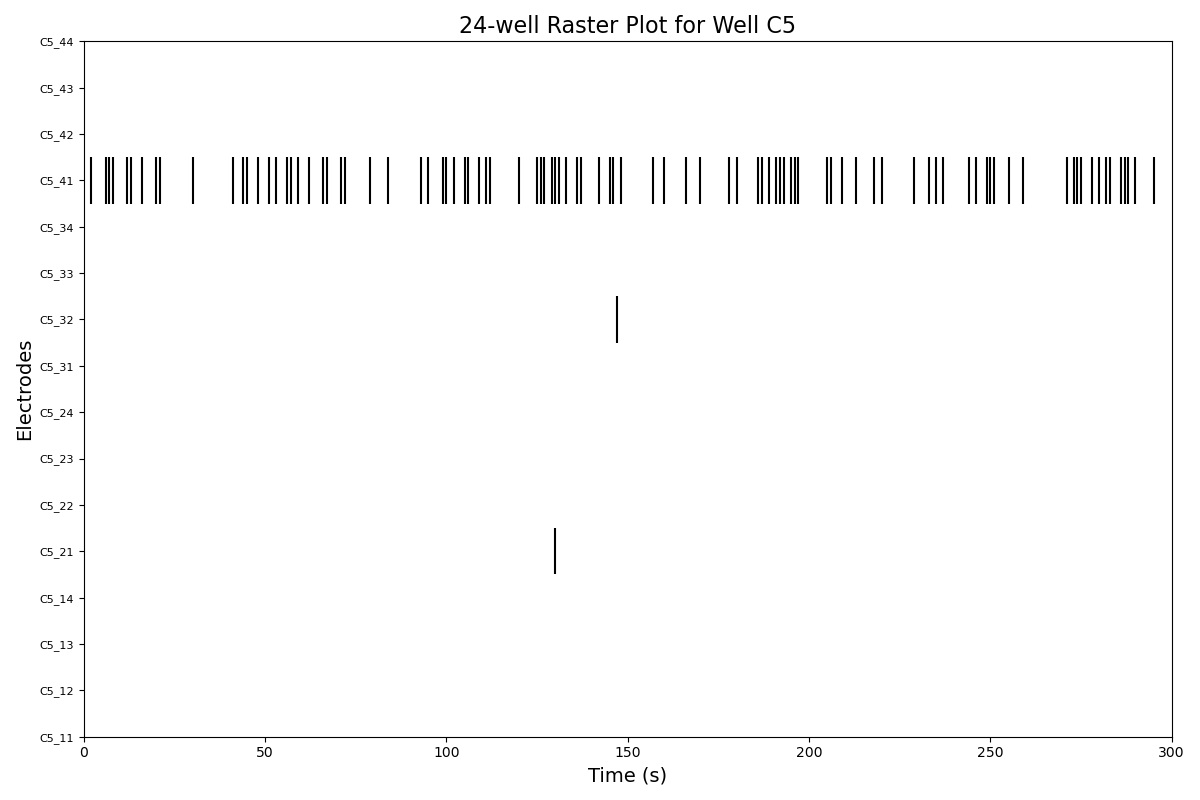 24-well Raster Plot for Well C5
C5_44
C5_43
C5_42
C5_41
C5_34
C5_33
C5_32
C5_31
C5_24
C5_23
C5_22
C5_21
C5_14
C5_13
C5_12
C5_11
Electrodes
0 50 100 150 200 250 300
Time (s)